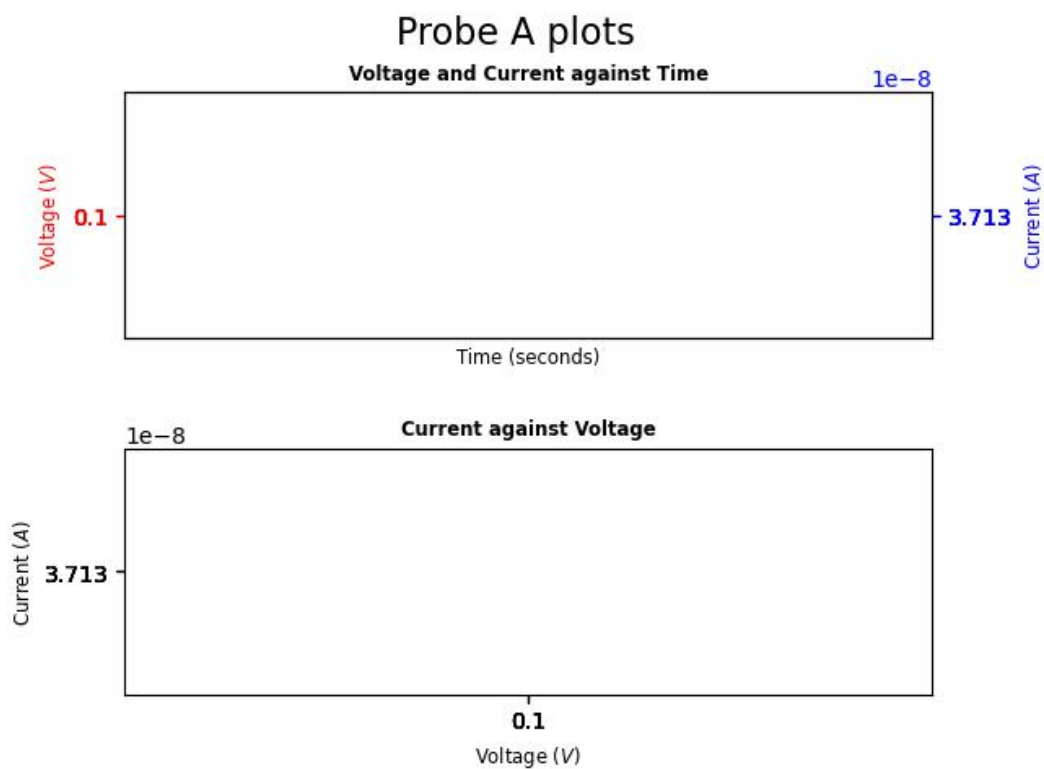 Probe A plots
Voltage and Current against Time
1e−8
Voltage (V)
0.1
3.713
Current (A)
Time (seconds)
Current against Voltage
1e−8
Current (A)
3.713
0.1
Voltage (V)